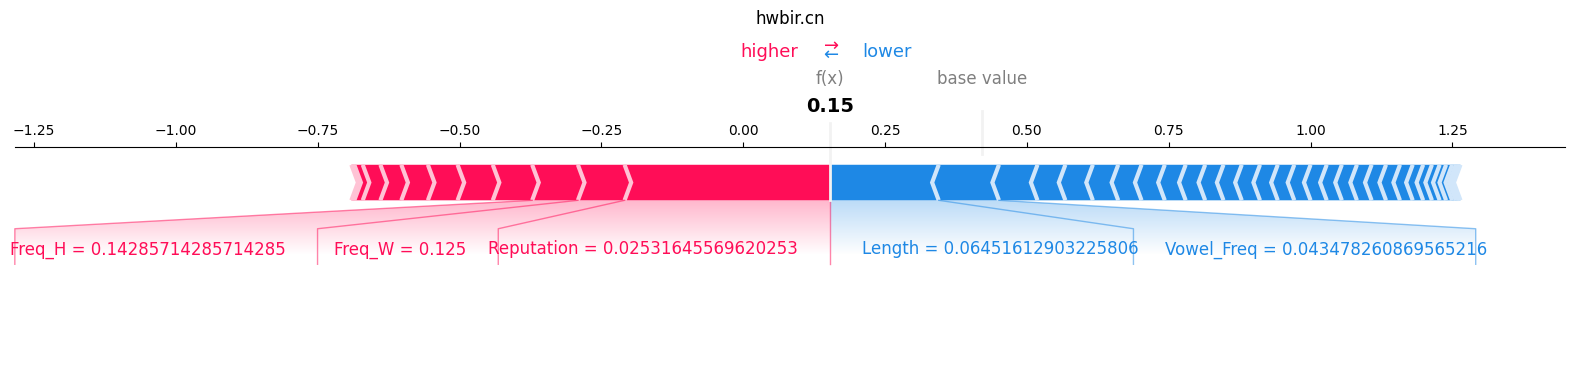 hwbir.cn
higher → ← lower
f(x) base value
0.15
−1.25 −1.00 −0.75 −0.50 −0.25 0.00 0.25 0.50 0.75 1.00 1.25
Freq_H = 0.14285714285714285 Freq_W = 0.125 Reputation = 0.02531645569620253 Length = 0.06451612903225806 Vowel_Freq = 0.043478260869565216